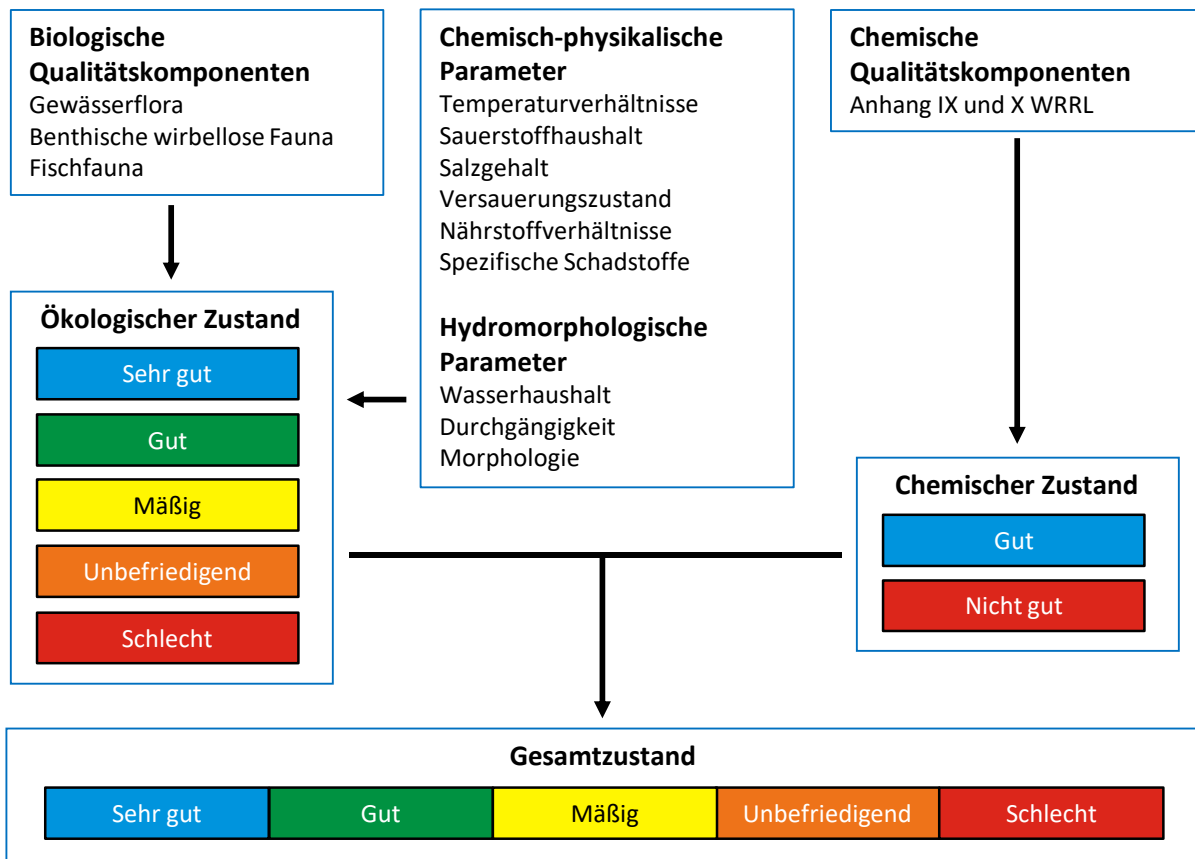 Biologische
Qualitätskomponenten
Gewässerflora
Benthische wirbellose Fauna
Fischfauna
Chemisch-physikalische
Parameter
Temperaturverhältnisse
Sauerstoffhaushalt
Salzgehalt
Versauerungszustand
Nährstoffverhältnisse
Spezifische Schadstoffe
Hydromorphologische
Parameter
Wasserhaushalt
Durchgängigkeit
Morphologie
Chemische
Qualitätskomponenten
Anhang IX und X WRRL
Ökologischer Zustand
Sehr gut
Gut
Mäßig
Unbefriedigend
Schlecht
Chemischer Zustand
Gut
Nicht gut
Gesamtzustand
Sehr gut
Gut
Mäßig
Unbefriedigend
Schlecht